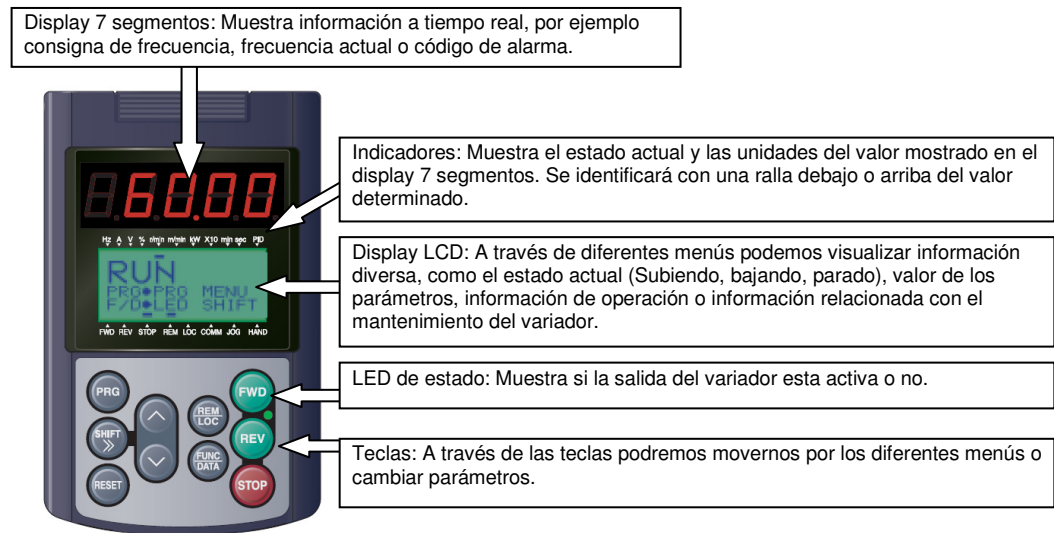 Display 7 segmentos: Muestra información a tiempo real, por ejemplo
consigna de frecuencia, frecuencia actual o código de alarma.
Indicadores: Muestra el estado actual y las unidades del valor mostrado en el
display 7 segmentos. Se identificará con una ralla debajo o arriba del valor
determinado.
Display LCD: A través de diferentes menús podemos visualizar información
diversa, como el estado actual (Subiendo, bajando, parado), valor de los
parámetros, información de operación o información relacionada con el
mantenimiento del variador.
LED de estado: Muestra si la salida del variador esta activa o no.
Teclas: A través de las teclas podremos movernos por los diferentes menús o
cambiar parámetros.
60.00
Hz A V % r/min m/min kW X10 min sec PID
RUN
PRG PRG MENU
F/D LED SHIFT
FWD REV STOP REM LOC COMM JOG HAND
PRG
FWD
REM
LOC
SHIFT
REV
FUNC
DATA
RESET
STOP